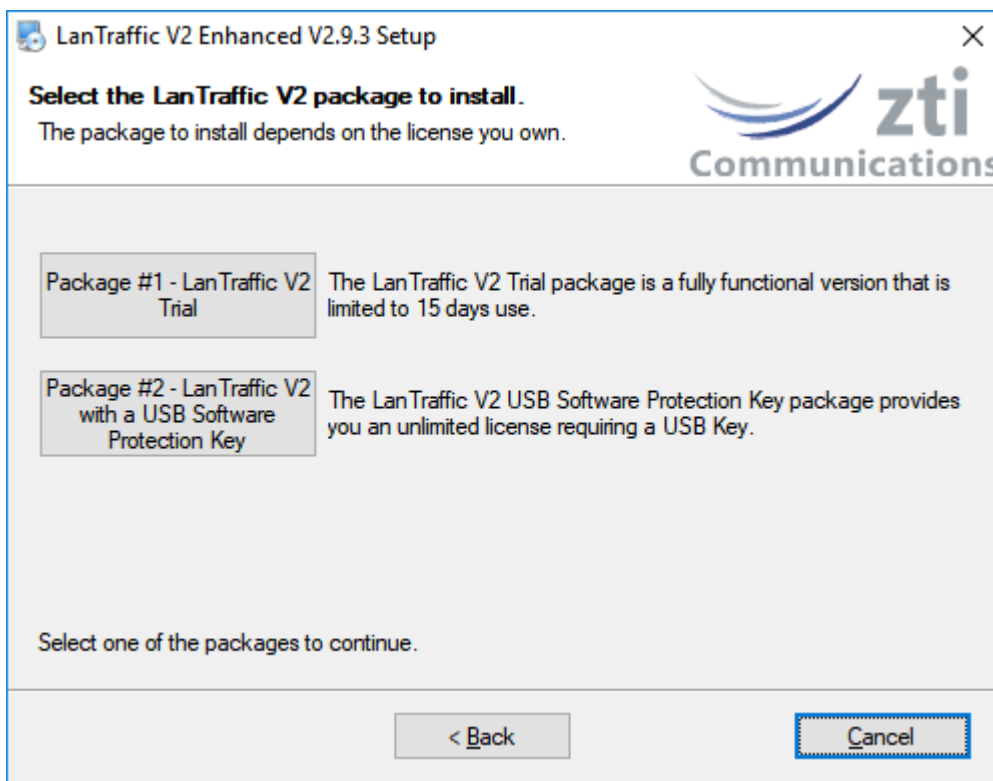 LanTraffic V2 Enhanced V2.9.3 Setup
Select the LanTraffic V2 package to install.
The package to install depends on the license you own.
zti
Communications
Package #1 - LanTraffic V2
Trial
The LanTraffic V2 Trial package is a fully functional version that is
limited to 15 days use.
Package #2 - LanTraffic V2
with a USB Software
Protection Key
The LanTraffic V2 USB Software Protection Key package provides
you an unlimited license requiring a USB Key.
Select one of the packages to continue.
< Back
Cancel